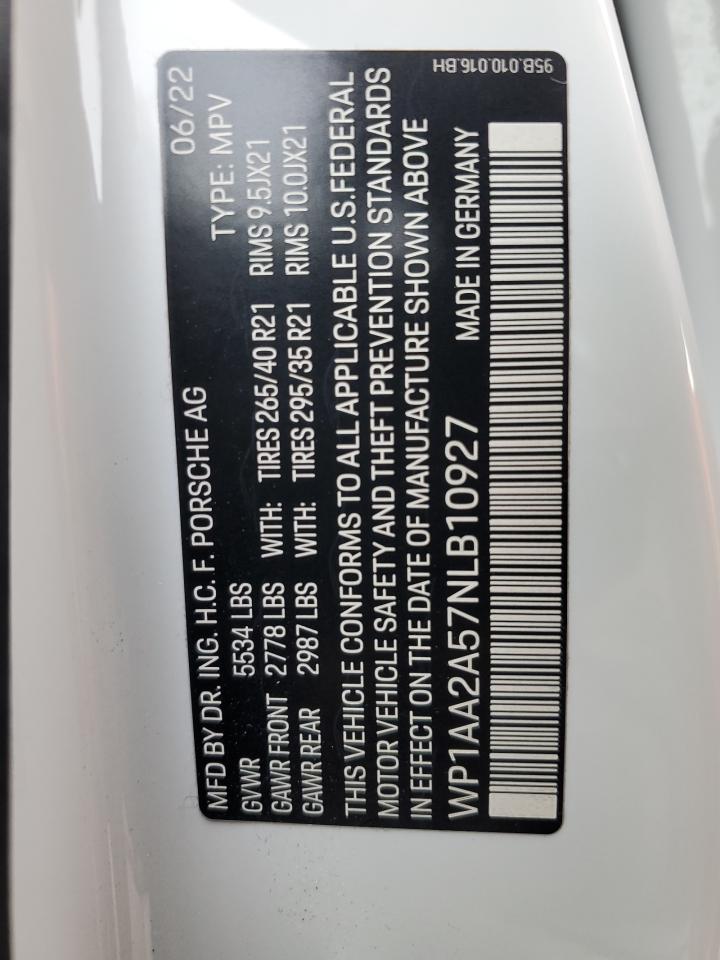 MFD BY DR. ING. H.C. F. PORSCHE AG 06/22
GVWR 5534 LBS TYPE: MPV
GAWR FRONT 2778 LBS WITH: TIRES 265/40 R21 RIMS 9.5JX21
GAWR REAR 2987 LBS WITH: TIRES 295/35 R21 RIMS 10.0JX21
THIS VEHICLE CONFORMS TO ALL APPLICABLE U.S.FEDERAL
MOTOR VEHICLE SAFETY AND THEFT PREVENTION STANDARDS
IN EFFECT ON THE DATE OF MANUFACTURE SHOWN ABOVE
WP1AA2A57NLB10927 MADE IN GERMANY
95B.010.016.BH